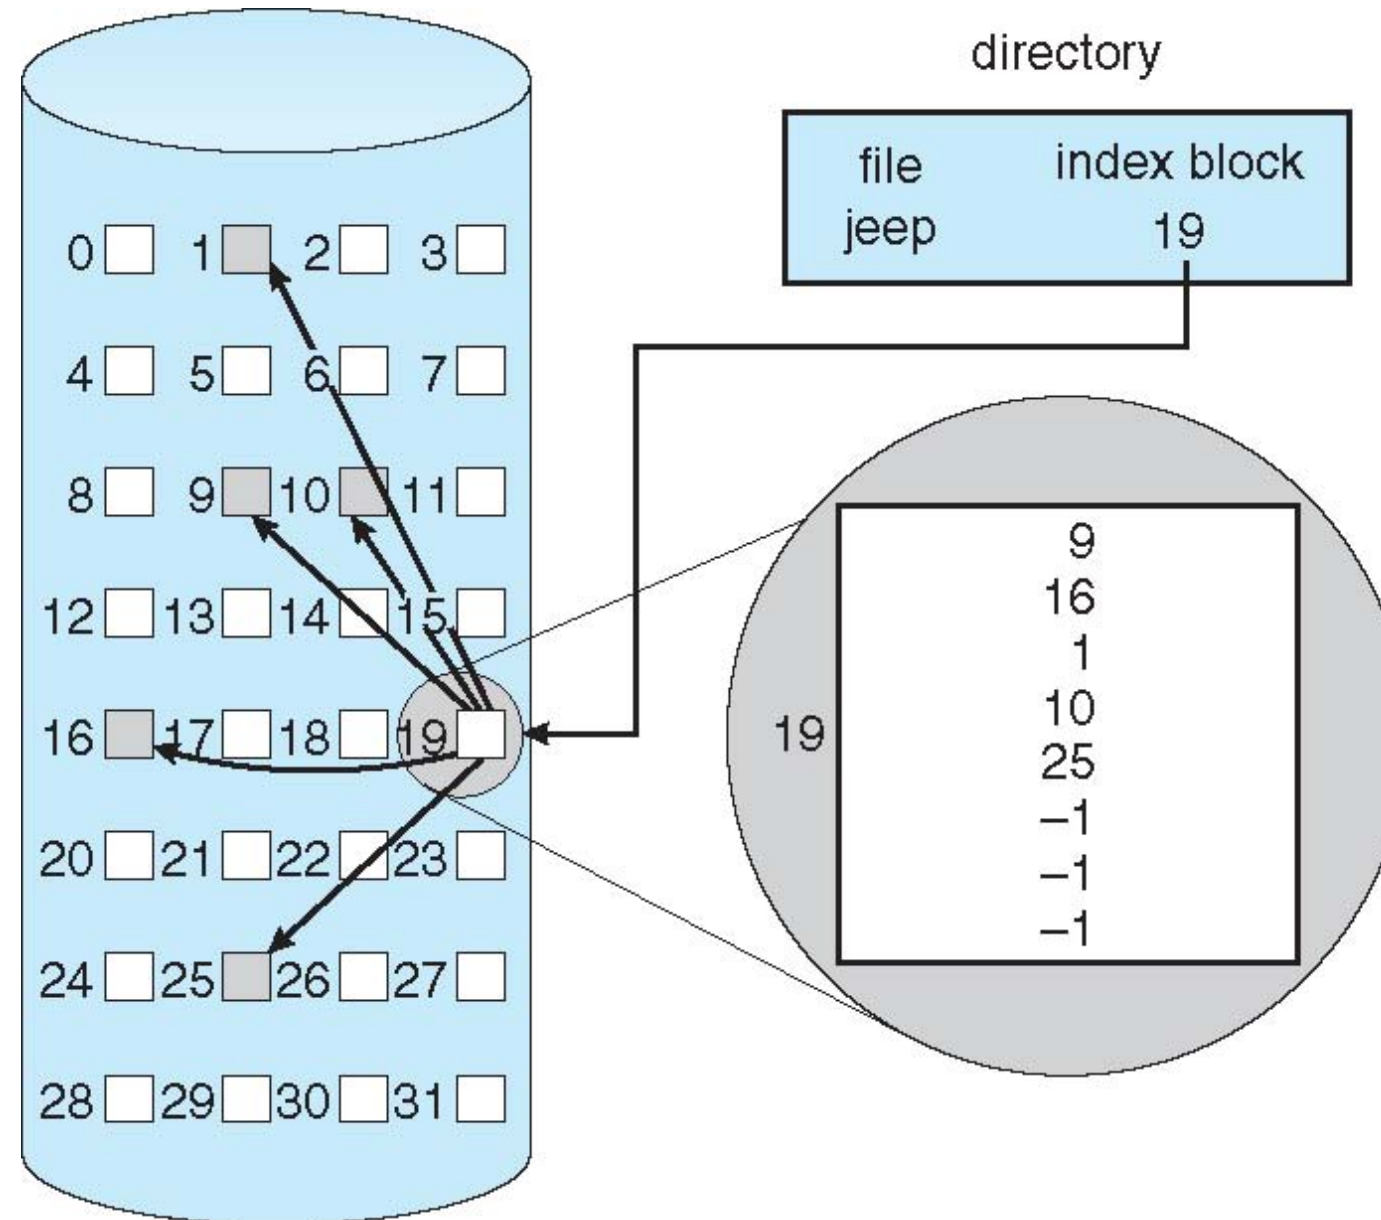 directory
file index block
jeep 19
0 1 2 3
4 5 6 7
8 9 10 11
12 13 14 15
16 17 18 19
20 21 22 23
24 25 26 27
28 29 30 31
19
9
16
1
10
25
–1
–1
–1